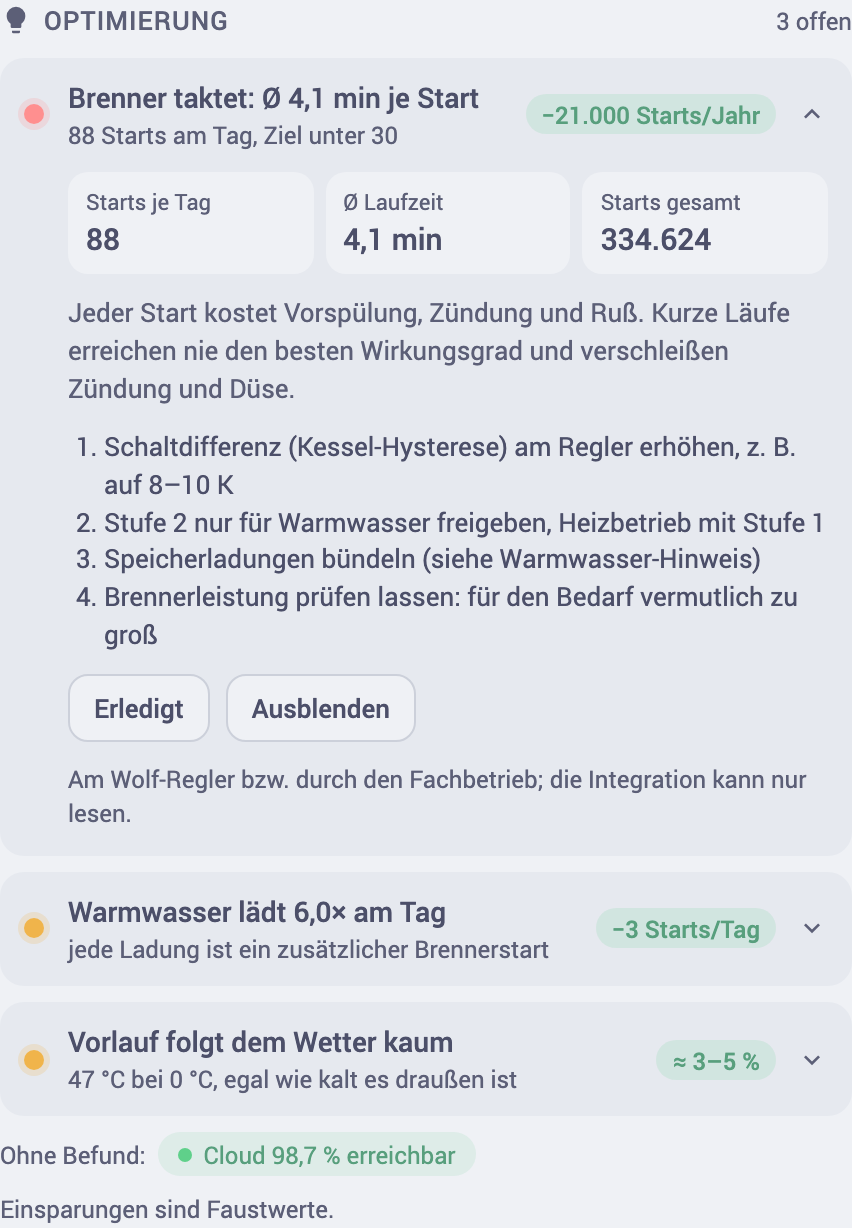 OPTIMIERUNG
3 offen
Brenner taktet: Ø 4,1 min je Start
88 Starts am Tag, Ziel unter 30
−21.000 Starts/Jahr
Starts je Tag
88
Ø Laufzeit
4,1 min
Starts gesamt
334.624
Jeder Start kostet Vorspülung, Zündung und Ruß. Kurze Läufe
erreichen nie den besten Wirkungsgrad und verschleißen
Zündung und Düse.
1. Schaltdifferenz (Kessel-Hysterese) am Regler erhöhen, z. B.
auf 8–10 K
2. Stufe 2 nur für Warmwasser freigeben, Heizbetrieb mit Stufe 1
3. Speicherladungen bündeln (siehe Warmwasser-Hinweis)
4. Brennerleistung prüfen lassen: für den Bedarf vermutlich zu
groß
Erledigt
Ausblenden
Am Wolf-Regler bzw. durch den Fachbetrieb; die Integration kann nur
lesen.
Warmwasser lädt 6,0× am Tag
jede Ladung ist ein zusätzlicher Brennerstart
−3 Starts/Tag
Vorlauf folgt dem Wetter kaum
47 °C bei 0 °C, egal wie kalt es draußen ist
≈ 3–5 %
Ohne Befund:
Cloud 98,7 % erreichbar
Einsparungen sind Faustwerte.